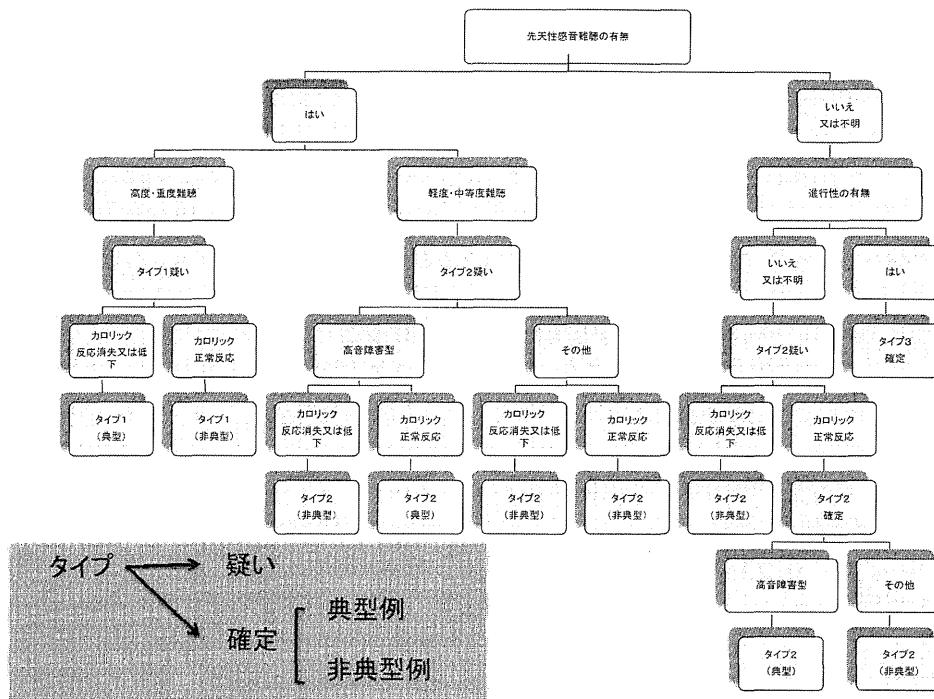 先天性感音難聴の有無
はい
いいえ
又は不明
高度・重度難聴
軽度・中等度難聴
進行性の有無
タイプ1疑い
タイプ2疑い
いいえ
又は不明
はい
カロリック
反応消失又は低
下
カロリック
正常反応
高音障害型
その他
タイプ2疑い
タイプ3
確定
タイプ1
(典型)
タイプ1
(非典型)
カロリック
反応消失又は低
下
カロリック
正常反応
カロリック
反応消失又は低
下
カロリック
正常反応
カロリック
反応消失又は低
下
カロリック
正常反応
タイプ2
(非典型)
タイプ2
(典型)
タイプ2
(非典型)
タイプ2
(非典型)
タイプ2
(非典型)
タイプ2
確定
高音障害型
その他
タイプ2
(典型)
タイプ2
(非典型)
タイプ
疑い
確定
典型例
非典型例